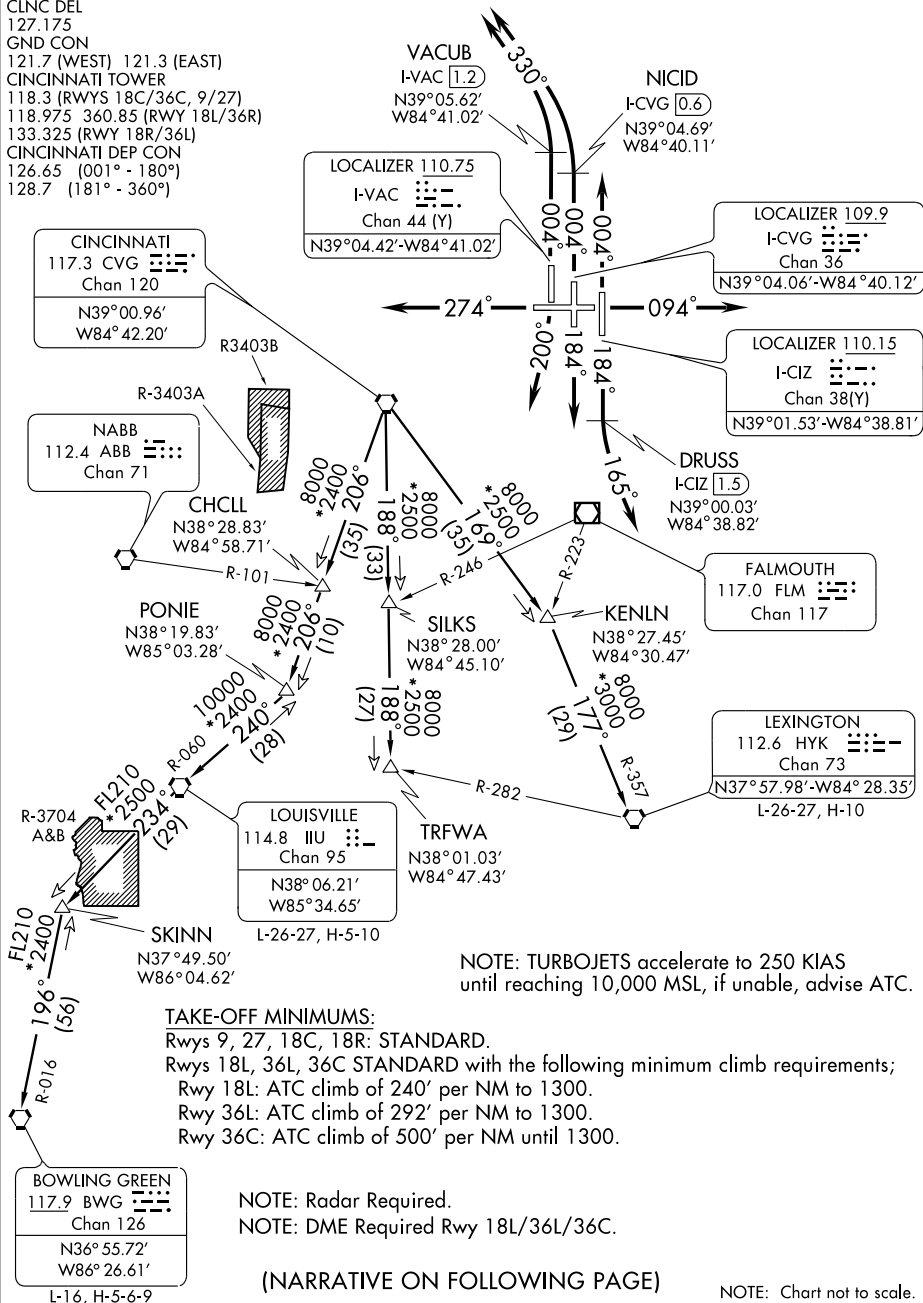 CLNC DEL
127.175
GND CON
121.7 (WEST) 121.3 (EAST)
CINCINNATI TOWER
118.3 (RWYS 18C/36C, 9/27)
118.975 360.85 (RWY 18L/36R)
133.325 (RWY 18R/36L)
CINCINNATI DEP CON
126.65 (001° - 180°)
128.7 (181° - 360°)
VACUB
I-VAC 1.2
N39°05.62′
W84°41.02′
330°
NICID
I-CVG 0.6
N39°04.69′
W84°40.11′
LOCALIZER 110.75
I-VAC
Chan 44 (Y)
N39°04.42′-W84°41.02′
004°
004°
004°
LOCALIZER 109.9
I-CVG
Chan 36
N39°04.06′-W84°40.12′
274°
094°
200°
184°
184°
LOCALIZER 110.15
I-CIZ
Chan 38(Y)
N39°01.53′-W84°38.81′
DRUSS
I-CIZ 1.5
N39°00.03′
W84°38.82′
165°
CINCINNATI
117.3 CVG
Chan 120
N39°00.96′
W84°42.20′
R3403B
R-3403A
NABB
112.4 ABB
Chan 71
CHCLL
N38°28.83′
W84°58.71′
8000
*2400
206°
(35)
8000
*2500
188°
(33)
8000
*2500
169°
(35)
R-101
R-246
R-223
FALMOUTH
117.0 FLM
Chan 117
PONIE
N38°19.83′
W85°03.28′
8000
*2400
206°
(10)
SILKS
N38°28.00′
W84°45.10′
KENLN
N38°27.45′
W84°30.47′
10000
*2400
240°
(28)
R-060
8000
*2500
188°
(27)
8000
*3000
177°
(29)
R-357
LEXINGTON
112.6 HYK
Chan 73
N37°57.98′-W84°28.35′
L-26-27, H-10
R-282
TRFWA
N38°01.03′
W84°47.43′
FL210
*2500
234°
(29)
R-3704
A&B
LOUISVILLE
114.8 IIU
Chan 95
N38°06.21′
W85°34.65′
L-26-27, H-5-10
SKINN
N37°49.50′
W86°04.62′
FL210
*2400
196°
(56)
R-016
NOTE: TURBOJETS accelerate to 250 KIAS
until reaching 10,000 MSL, if unable, advise ATC.
TAKE-OFF MINIMUMS:
Rwys 9, 27, 18C, 18R: STANDARD.
Rwys 18L, 36L, 36C STANDARD with the following minimum climb requirements;
Rwy 18L: ATC climb of 240′ per NM to 1300.
Rwy 36L: ATC climb of 292′ per NM to 1300.
Rwy 36C: ATC climb of 500′ per NM until 1300.
BOWLING GREEN
117.9 BWG
Chan 126
N36°55.72′
W86°26.61′
L-16, H-5-6-9
NOTE: Radar Required.
NOTE: DME Required Rwy 18L/36L/36C.
(NARRATIVE ON FOLLOWING PAGE)
NOTE: Chart not to scale.